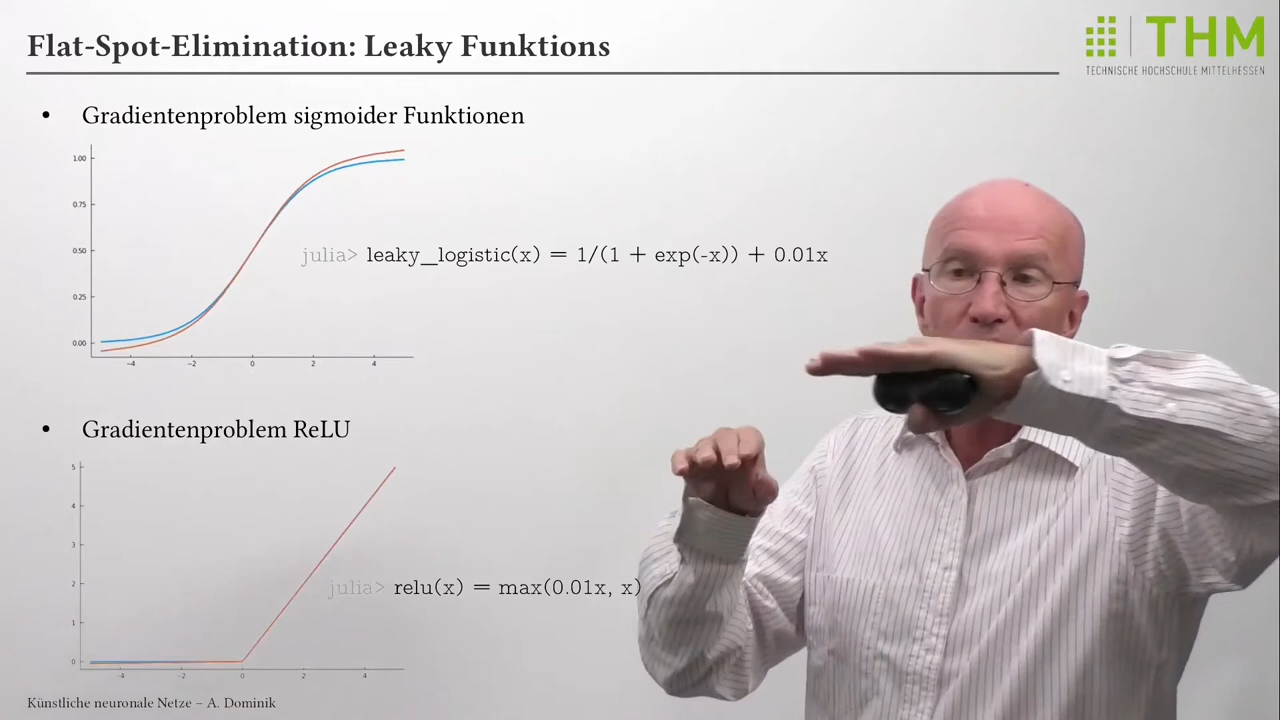 Flat-Spot-Elimination: Leaky Funktions
THM
TECHNISCHE HOCHSCHULE MITTELHESSEN
• Gradientenproblem sigmoider Funktionen
1.00
0.75
0.50
0.25
0.00
-4 -2 0 2 4
julia> leaky_logistic(x) = 1/(1 + exp(-x)) + 0.01x
• Gradientenproblem ReLU
5
4
3
2
1
0
-4 -2 0 2 4
julia> relu(x) = max(0.01x, x)
Künstliche neuronale Netze – A. Dominik